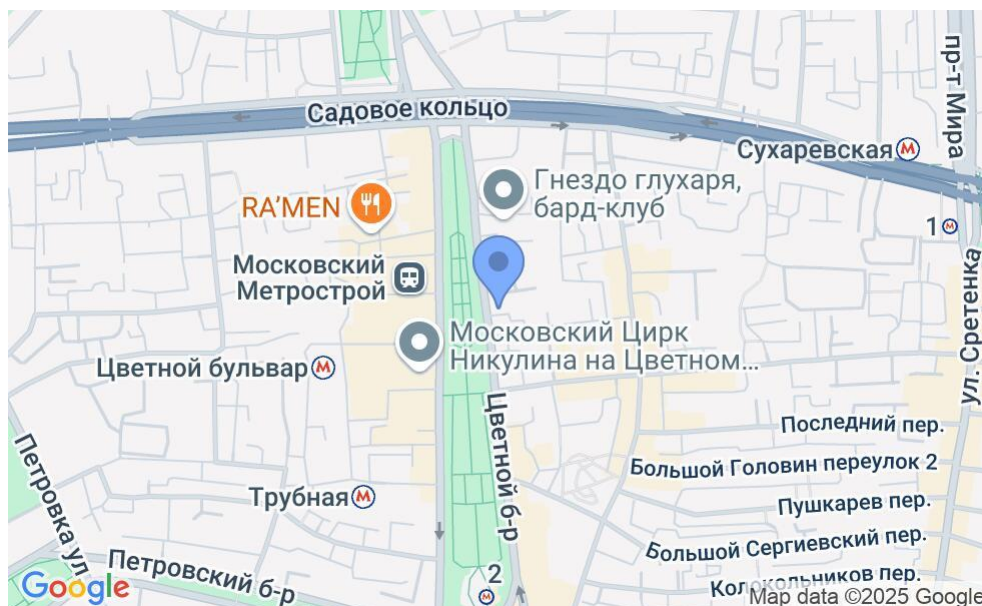 Садовое кольцо
пр-т Мира
Сухаревская
Гнездо глухаря,
бард-клуб
RA'MEN
1
Московский
Метрострой
Московский Цирк
Никулина на Цветном...
Цветной бульвар
ул. Сретенка
Цветной б-р
Последний пер.
Большой Головин переулок 2
Петровка ул
Трубная
Пушкарев пер.
Большой Сергиевский пер.
Петровский б-р
2
Колокольников пер.
Google
Map data ©2025 Google